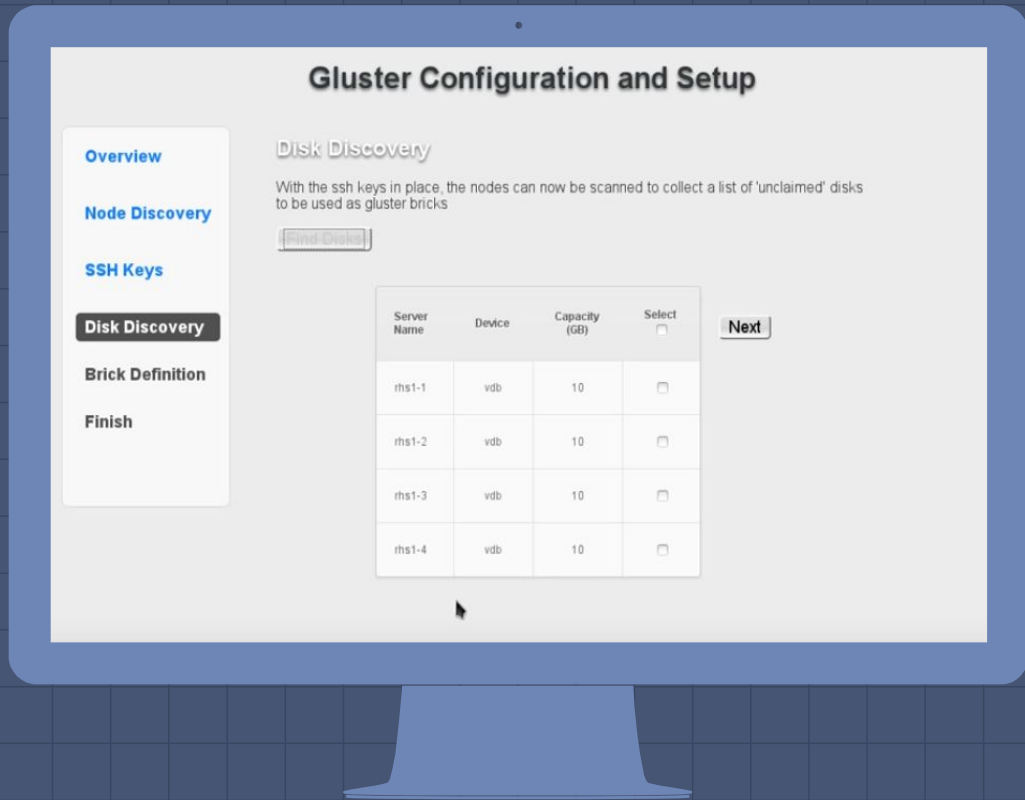 Gluster Configuration and Setup
Overview
Node Discovery
SSH Keys
Disk Discovery
Brick Definition
Finish
Disk Discovery
With the ssh keys in place, the nodes can now be scanned to collect a list of 'unclaimed' disks
to be used as gluster bricks
Find Disks
Server Name Device Capacity (GB) Select
rhs1-1 vdb 10
rhs1-2 vdb 10
rhs1-3 vdb 10
rhs1-4 vdb 10
Next